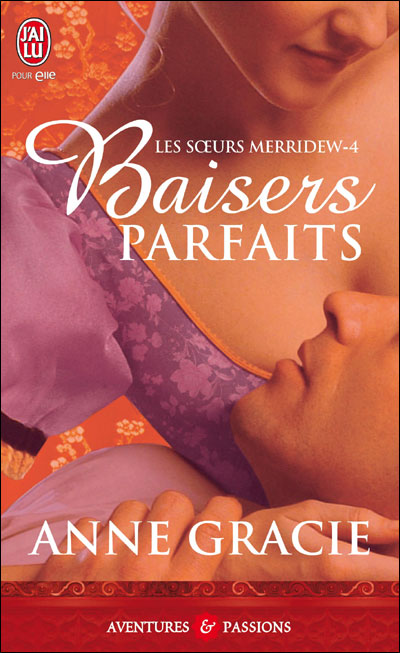 J'AI
LU
POUR elle
LES SŒURS MERRIDEW-4
Baisers
PARFAITS
ANNE GRACIE
AVENTURES & PASSIONS